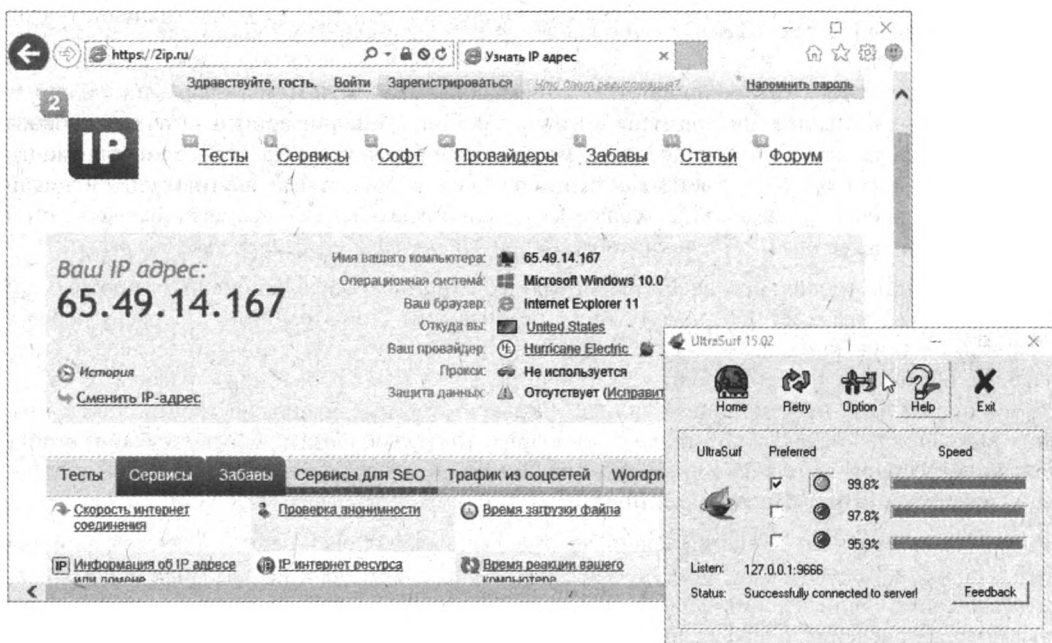 https://2ip.ru/
Узнать IP адрес
Здравствуйте, гость. Войти Зарегистрироваться Что дает регистрация? Напомнить пароль
2
IP
Тесты Сервисы Софт Провайдеры Забавы Статьи Форум
Ваш IP адрес:
65.49.14.167
История
Сменить IP-адрес
Имя вашего компьютера: 65.49.14.167
Операционная система: Microsoft Windows 10.0
Ваш браузер: Internet Explorer 11
Откуда вы: United States
Ваш провайдер: Hurricane Electric
Прокси: Не используется
Защита данных: Отсутствует (Исправит
Тесты Сервисы Забавы Сервисы для SEO Трафик из соцсетей Wordpr
Скорость интернет соединения
Проверка анонимности
Время загрузки файла
IP Информация об IP адресе или домене
IP интернет ресурса
Время реакции вашего компьютера
UltraSurf 15.02
Home Retry Option Help Exit
UltraSurf Preferred Speed
99.8%
97.8%
95.9%
Listen: 127.0.0.1:9666
Status: Successfully connected to server!
Feedback